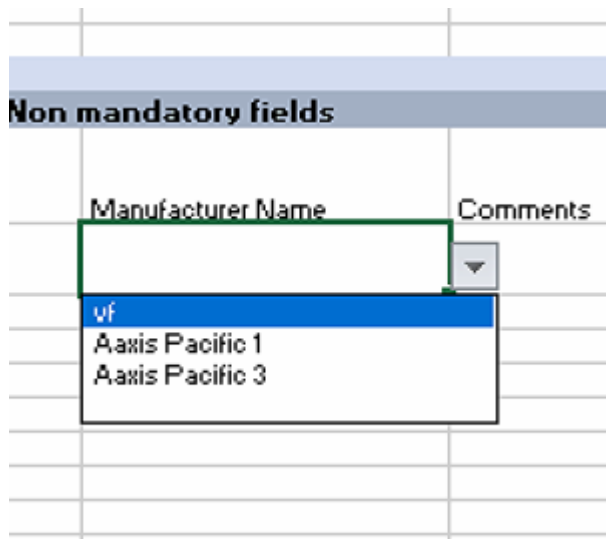 Non mandatory fields
Manufacturer Name
Comments
vf
Aaxis Pacific 1
Aaxis Pacific 3